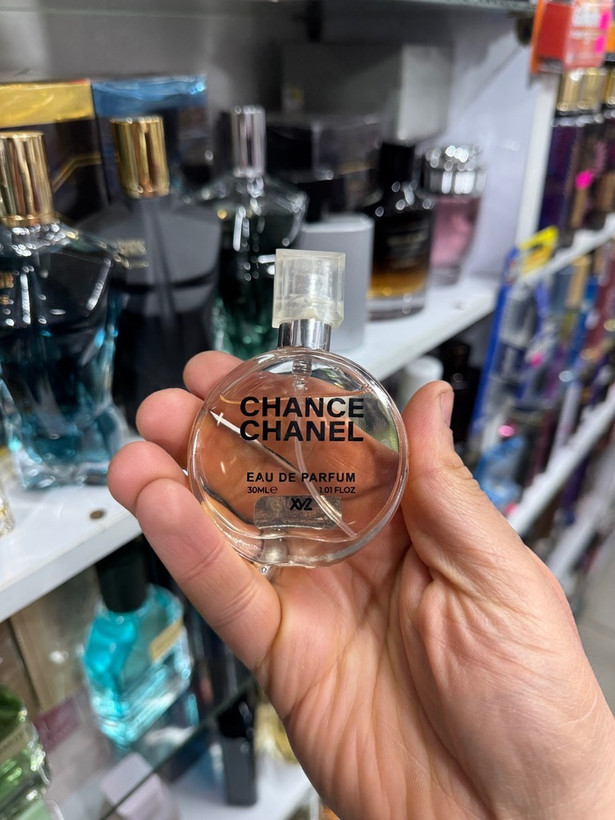 CHANCE
CHANEL
EAU DE PARFUM
30ML℮ 1.01 FLOZ
XYZ